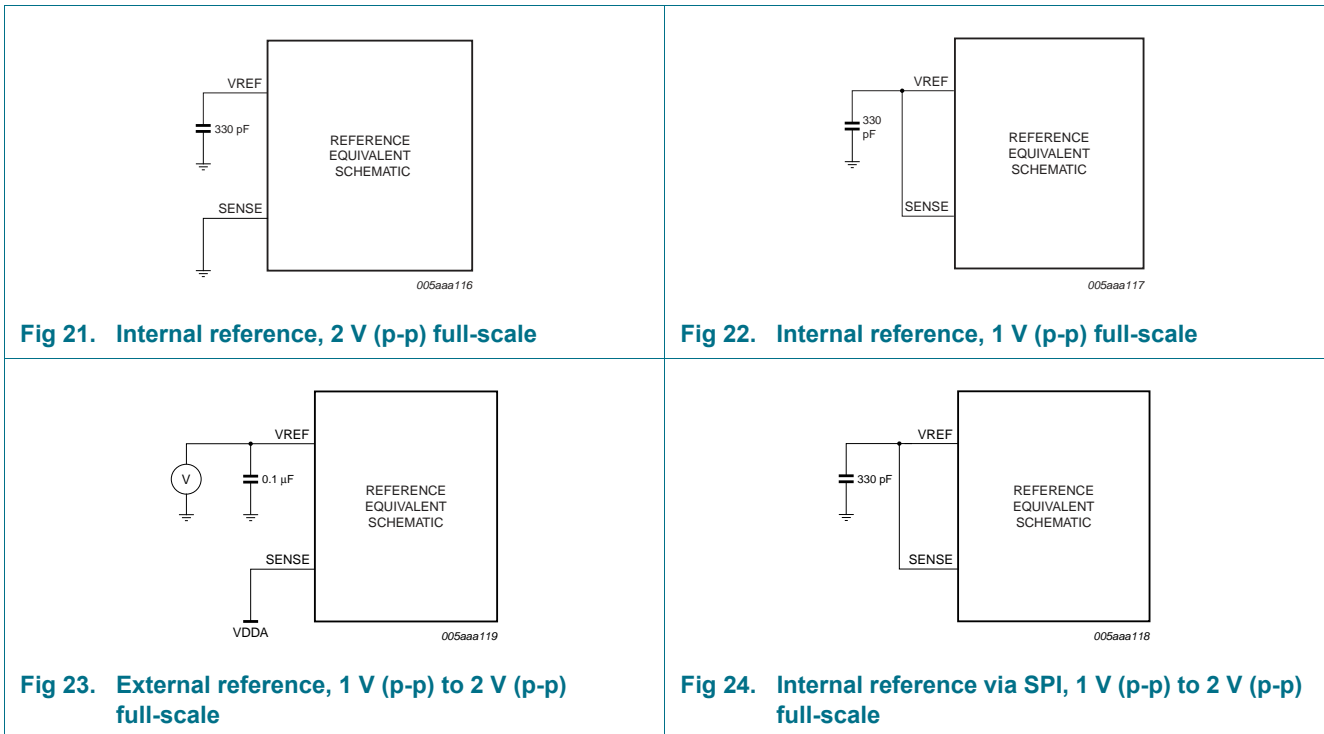 VREF
330 pF
REFERENCE
EQUIVALENT
SCHEMATIC
SENSE
005aaa116
Fig 21. Internal reference, 2 V (p-p) full-scale
VREF
330
pF
REFERENCE
EQUIVALENT
SCHEMATIC
SENSE
005aaa117
Fig 22. Internal reference, 1 V (p-p) full-scale
VREF
V
0.1 μF
REFERENCE
EQUIVALENT
SCHEMATIC
SENSE
VDDA
005aaa119
Fig 23. External reference, 1 V (p-p) to 2 V (p-p)
full-scale
VREF
330 pF
REFERENCE
EQUIVALENT
SCHEMATIC
SENSE
005aaa118
Fig 24. Internal reference via SPI, 1 V (p-p) to 2 V (p-p)
full-scale